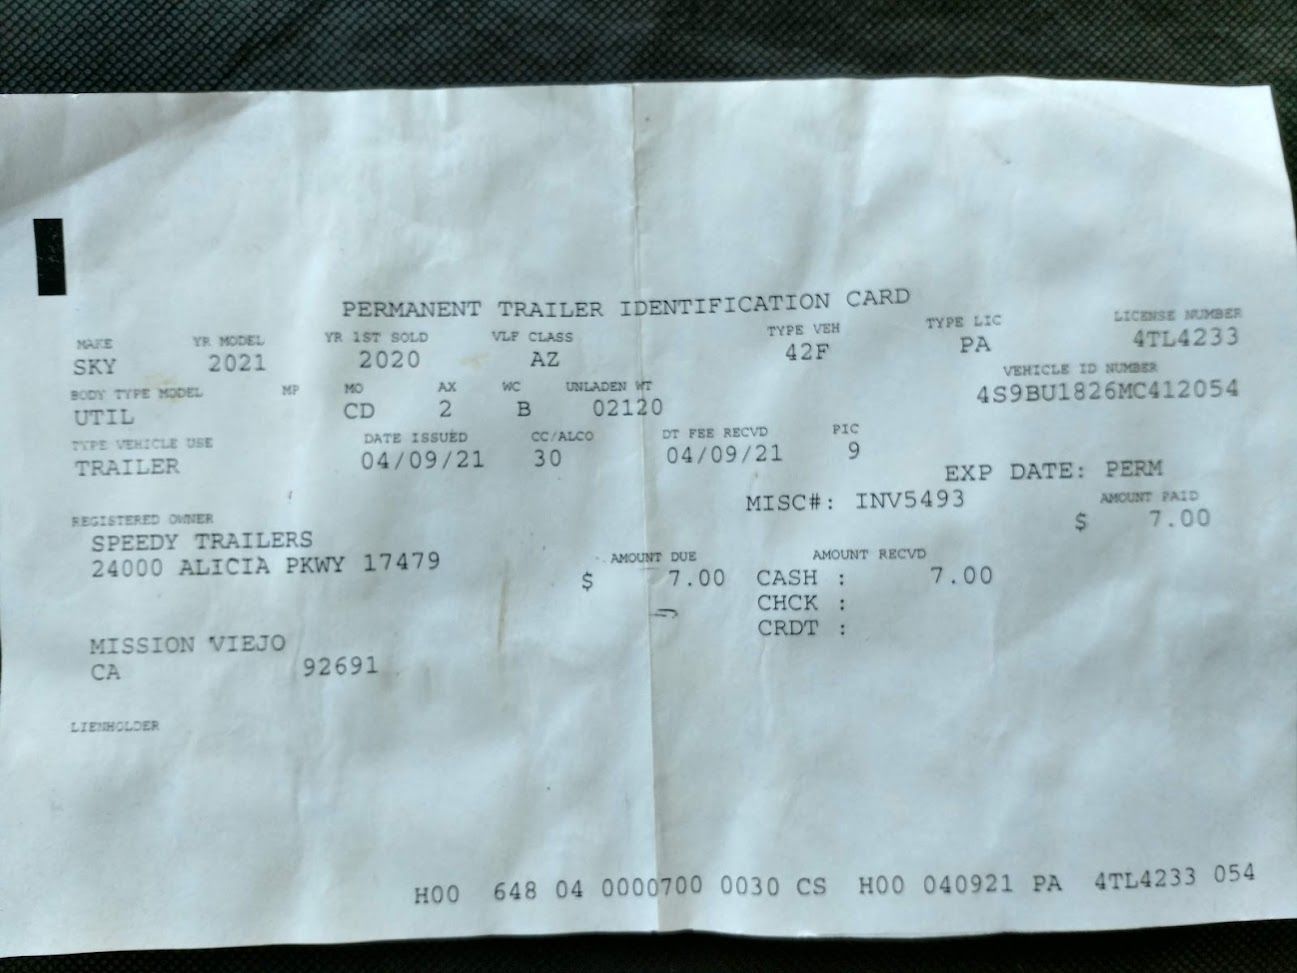 PERMANENT TRAILER IDENTIFICATION CARD
MAKE YR MODEL YR 1ST SOLD VLF CLASS TYPE VEH TYPE LIC LICENSE NUMBER
SKY 2021 2020 AZ 42F PA 4TL4233
BODY TYPE MODEL MP MO AX WC UNLADEN WT VEHICLE ID NUMBER
UTIL CD 2 B 02120 4S9BU1826MC412054
TYPE VEHICLE USE DATE ISSUED CC/ALCO DT FEE RECVD PIC
TRAILER 04/09/21 30 04/09/21 9
EXP DATE: PERM
MISC#: INV5493 AMOUNT PAID
$ 7.00
REGISTERED OWNER
SPEEDY TRAILERS
24000 ALICIA PKWY 17479
AMOUNT DUE AMOUNT RECVD
$ 7.00 CASH : 7.00
CHCK :
CRDT :
MISSION VIEJO
CA 92691
LIENHOLDER
H00 648 04 0000700 0030 CS H00 040921 PA 4TL4233 054